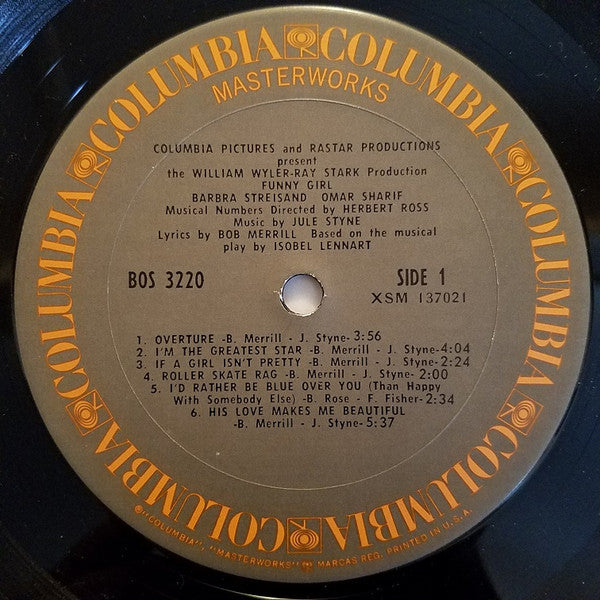 COLUMBIA COLUMBIA COLUMBIA COLUMBIA COLUMBIA COLUMBIA COLUMBIA
MASTERWORKS
COLUMBIA PICTURES and RASTAR PRODUCTIONS
present
the WILLIAM WYLER-RAY STARK Production
FUNNY GIRL
BARBRA STREISAND OMAR SHARIF
Musical Numbers Directed by HERBERT ROSS
Music by JULE STYNE
Lyrics by BOB MERRILL Based on the musical
play by ISOBEL LENNART
BOS 3220
SIDE 1
XSM 137021
1. OVERTURE -B. Merrill - J. Styne-3:56
2. I'M THE GREATEST STAR -B. Merrill - J. Styne-4:04
3. IF A GIRL ISN'T PRETTY -B. Merrill - J. Styne-2:24
4. ROLLER SKATE RAG -B. Merrill - J. Styne-2:00
5. I'D RATHER BE BLUE OVER YOU (Than Happy
With Somebody Else) -B. Rose - F. Fisher-2:34
6. HIS LOVE MAKES ME BEAUTIFUL
-B. Merrill - J. Styne-5:37
®"COLUMBIA", "MASTERWORKS" MARCAS REG. PRINTED IN U.S.A.